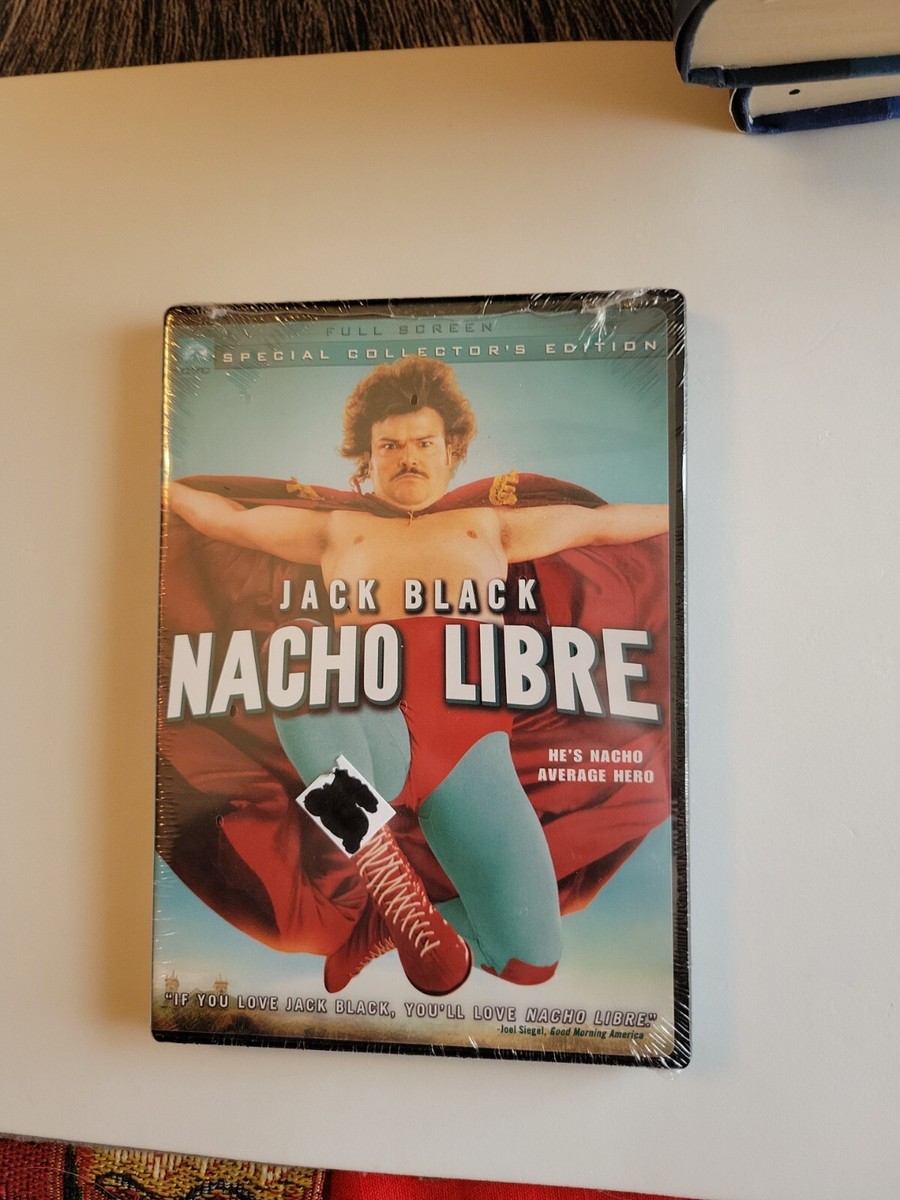 FULL SCREEN
DVD
SPECIAL COLLECTOR'S EDITION
JACK BLACK
NACHO LIBRE
HE'S NACHO
AVERAGE HERO
"IF YOU LOVE JACK BLACK, YOU'LL LOVE NACHO LIBRE."
-Joel Siegel, Good Morning America